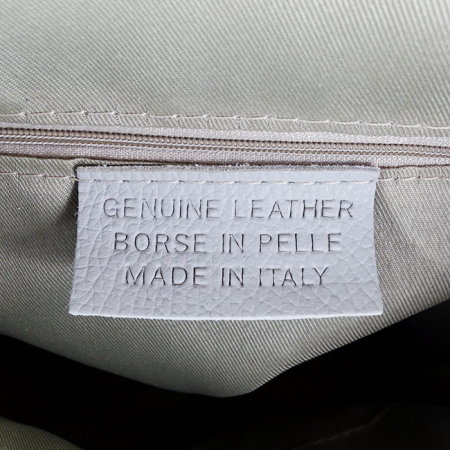 GENUINE LEATHER
BORSE IN PELLE
MADE IN ITALY